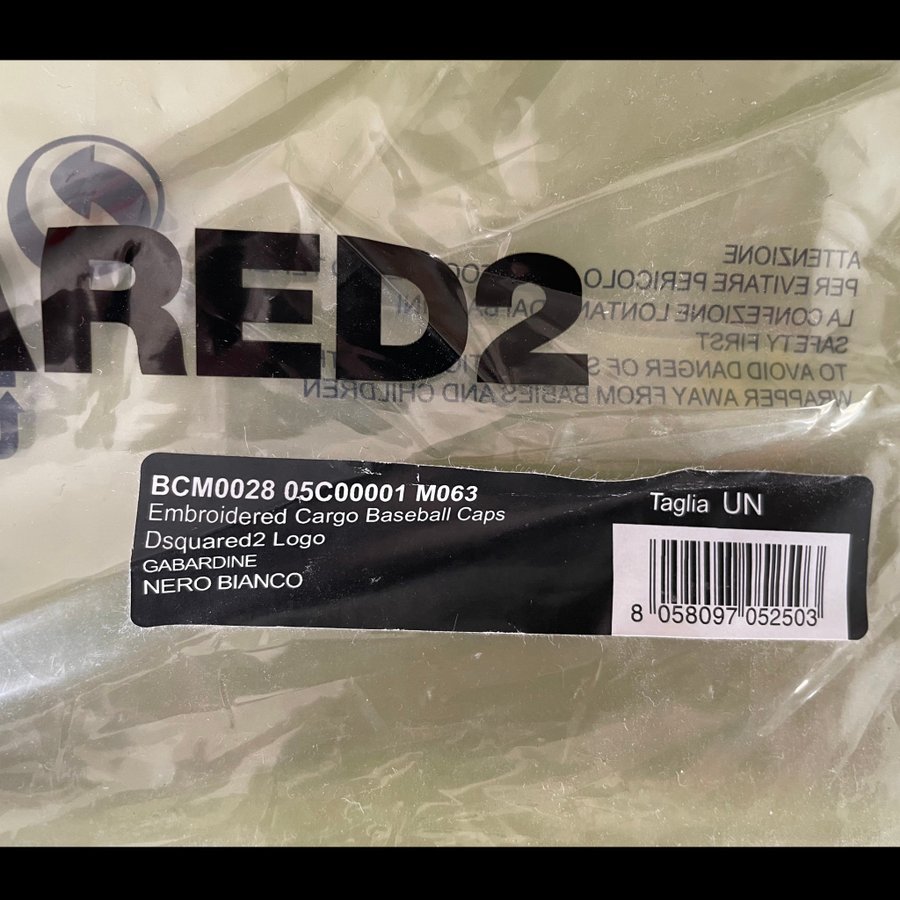 ARED2
ATTENZIONE
PER EVITARE PERICOLO
LA CONFEZIONE LONTANA
SAFETY FIRST
TO AVOID DANGER OF
WRAPPER AWAY FROM BABIES AND CHILDREN
BCM0028 05C00001 M063
Embroidered Cargo Baseball Caps
Dsquared2 Logo
GABARDINE
NERO BIANCO
Taglia UN
8 058097 052503